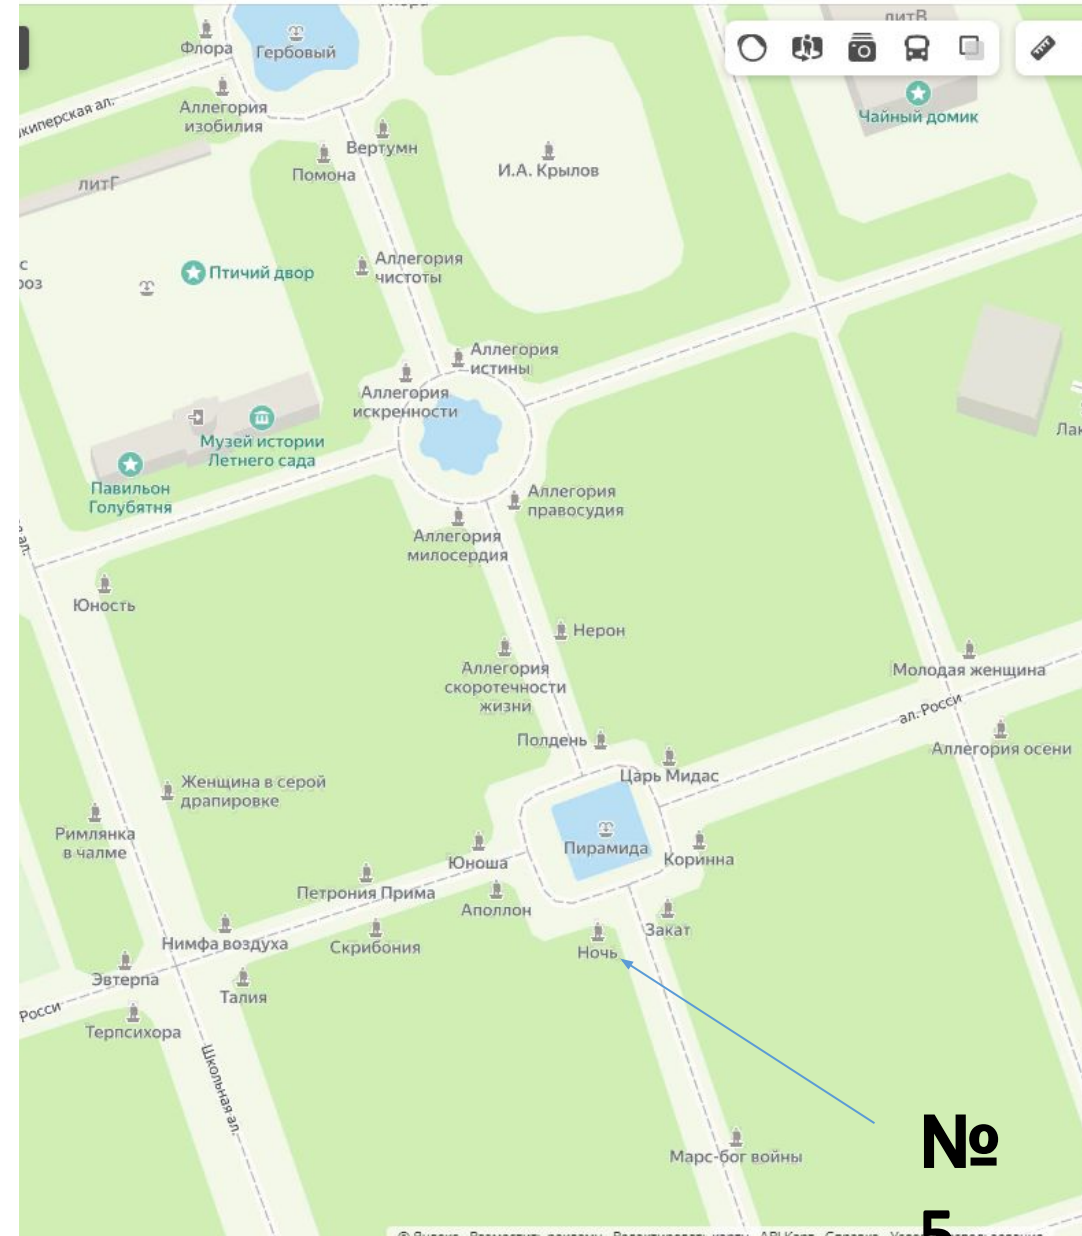 литВ
Флора
Гербовый
Аллегория
изобилия
Чайный домик
Вертумн
Помона
И.А. Крылов
литГ
Птичий двор
Аллегория
чистоты
Аллегория
истины
Аллегория
искренности
Музей истории
Летнего сада
Павильон
Голубятня
Аллегория
правосудия
Аллегория
милосердия
Юность
Нерон
Аллегория
скоротечности
жизни
Молодая женщина
ал. Росси
Полдень
Аллегория осени
Царь Мидас
Женщина в серой
драпировке
Римлянка
в чалме
Пирамида
Юноша
Коринна
Петрония Прима
Аполлон
Закат
Нимфа воздуха
Скрибония
Ночь
Эвтерпа
Талия
Росси
Терпсихора
Школьная ал.
Марс-бог войны
№
5